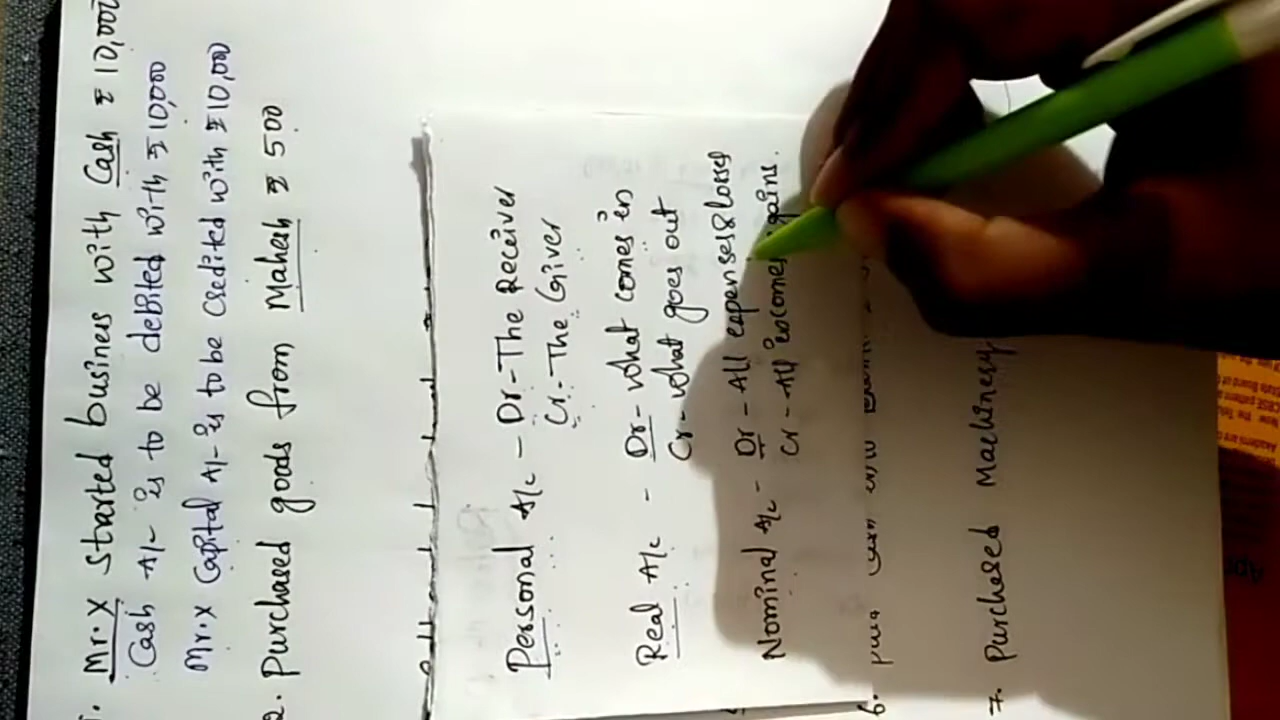 1. Mr. X started business with Cash ₹ 10,000
Cash A/- is to be debited with ₹ 10,000
Mr. X Capital A/- is to be Credited with ₹ 10,000
2. Purchased goods from Mahesh ₹ 500
Personal A/c - Dr - The Receiver
Cr. The Giver
Real A/c - Dr - what comes in
Cr - what goes out
Nominal A/c - Dr - All expenses & losses
Cr - All incomes gains.
6.
7. Purchased Machinery